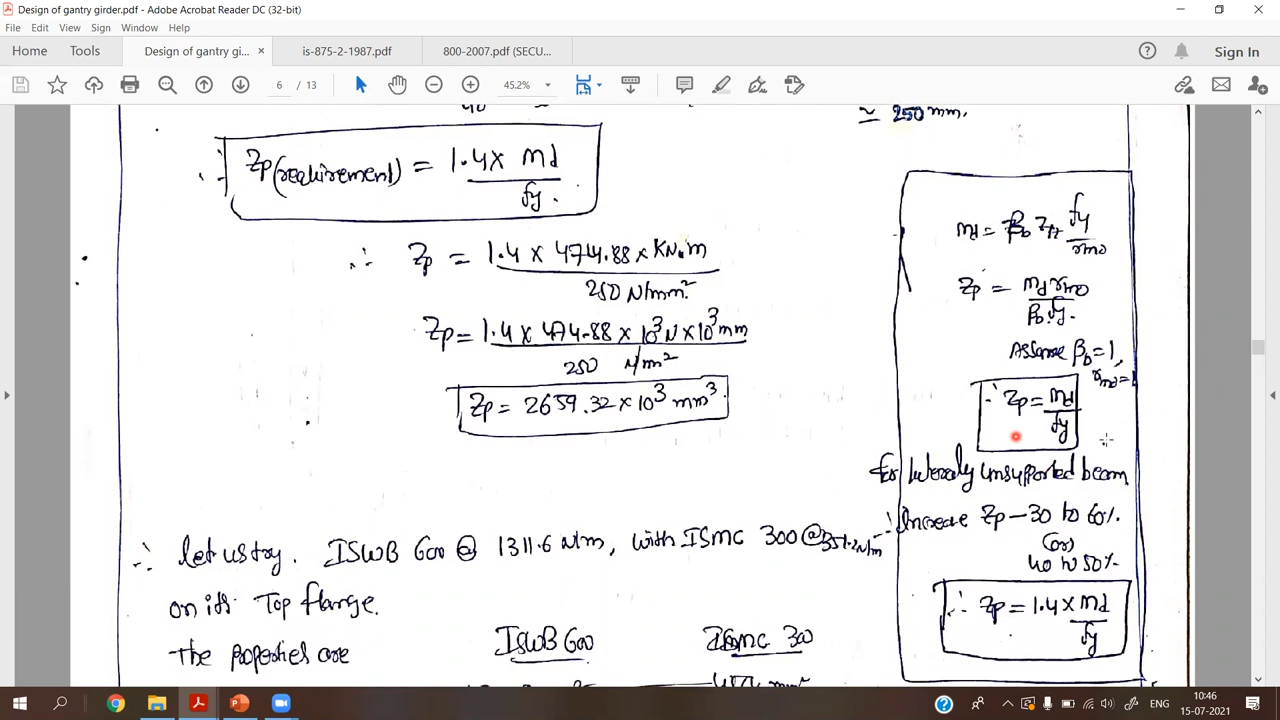 Design of gantry girder.pdf - Adobe Acrobat Reader DC (32-bit)
File Edit View Sign Window Help
Home Tools Design of gantry gi... × is-875-2-1987.pdf 800-2007.pdf (SECU... Sign In
6 / 13 45.2%
≃ 250 mm.
∴ Zp(requirement) = 1.4 × Md / fy.
∴ Zp = 1.4 × 474.88 × KN.m / 250 N/mm²
Zp = 1.4 × 474.88 × 10³ N × 10³ mm / 250 N/mm²
Zp = 2659.32 × 10³ mm³
∴ let us try. ISWB 600 @ 1311.6 N/m, with ISMC 300 @ 351.2 N/m
on its Top flange.
The properties are ISWB 600 ISMC 300
Md = βb Zp fy / γmo
Zp = Md γmo / βb. fy.
Assume βb = 1,
γmo = 1
∴ Zp = Md / fy
for laterally unsupported beam
∴ Increase Zp – 30 to 60%.
(or)
40 to 50%.
∴ Zp = 1.4 × Md / fy
ENG 10:46
15-07-2021